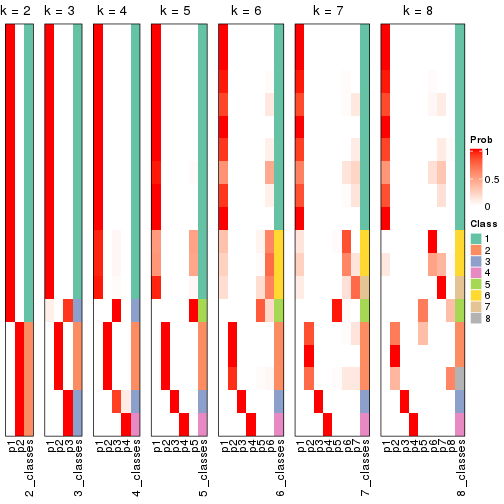 k = 2 k = 3 k = 4 k = 5 k = 6 k = 7 k = 8
Prob
1
0.5
0
Class
1
2
3
4
5
6
7
8
p1 p2 2_classes
p1 p2 p3 3_classes
p1 p2 p3 p4 4_classes
p1 p2 p3 p4 p5 5_classes
p1 p2 p3 p4 p5 p6 6_classes
p1 p2 p3 p4 p5 p6 p7 7_classes
p1 p2 p3 p4 p5 p6 p7 p8 8_classes